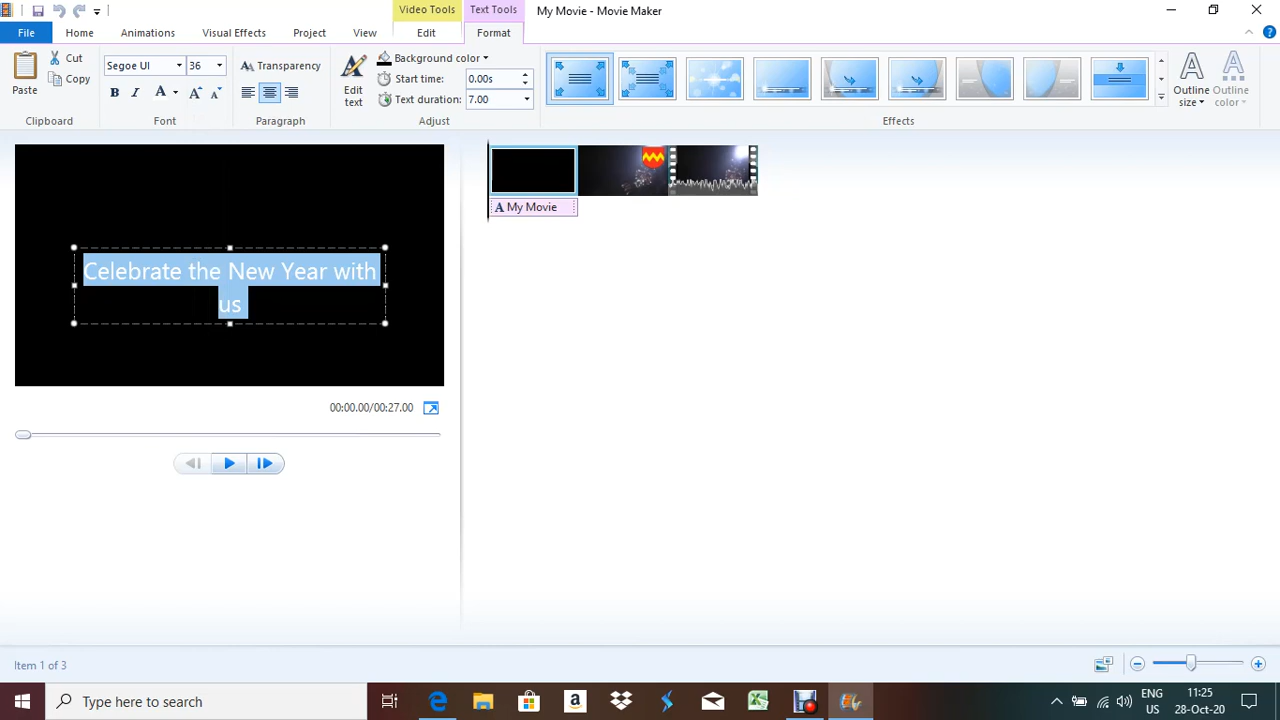 Video Tools
Text Tools
My Movie - Movie Maker
File
Home
Animations
Visual Effects
Project
View
Edit
Format
Paste
Cut
Copy
Clipboard
Segoe UI
36
B
I
A
A
A
Font
Transparency
Paragraph
Edit
text
Background color
Start time:
0.00s
Text duration:
7.00
Adjust
Effects
Outline
size
Outline
color
A
A
Celebrate the New Year with
us
A My Movie
00:00.00/00:27.00
Item 1 of 3
Type here to search
a
ENG
US
11:25
28-Oct-20